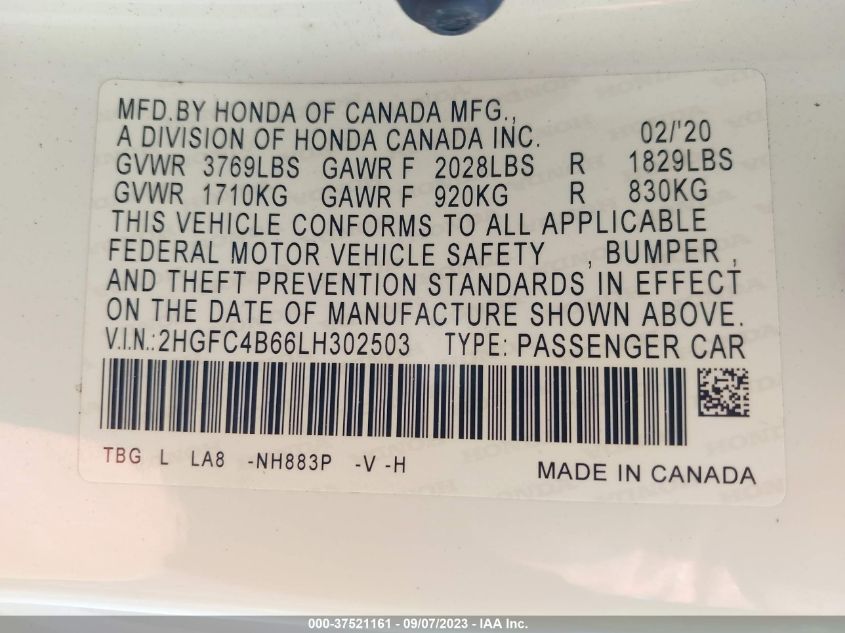 MFD.BY HONDA OF CANADA MFG.,
A DIVISION OF HONDA CANADA INC. 02/'20
GVWR 3769LBS GAWR F 2028LBS R 1829LBS
GVWR 1710KG GAWR F 920KG R 830KG
THIS VEHICLE CONFORMS TO ALL APPLICABLE
FEDERAL MOTOR VEHICLE SAFETY , BUMPER ,
AND THEFT PREVENTION STANDARDS IN EFFECT
ON THE DATE OF MANUFACTURE SHOWN ABOVE.
V.I.N.:2HGFC4B66LH302503 TYPE: PASSENGER CAR
TBG L LA8 -NH883P -V -H
MADE IN CANADA
000-37521161 - 09/07/2023 - IAA Inc.